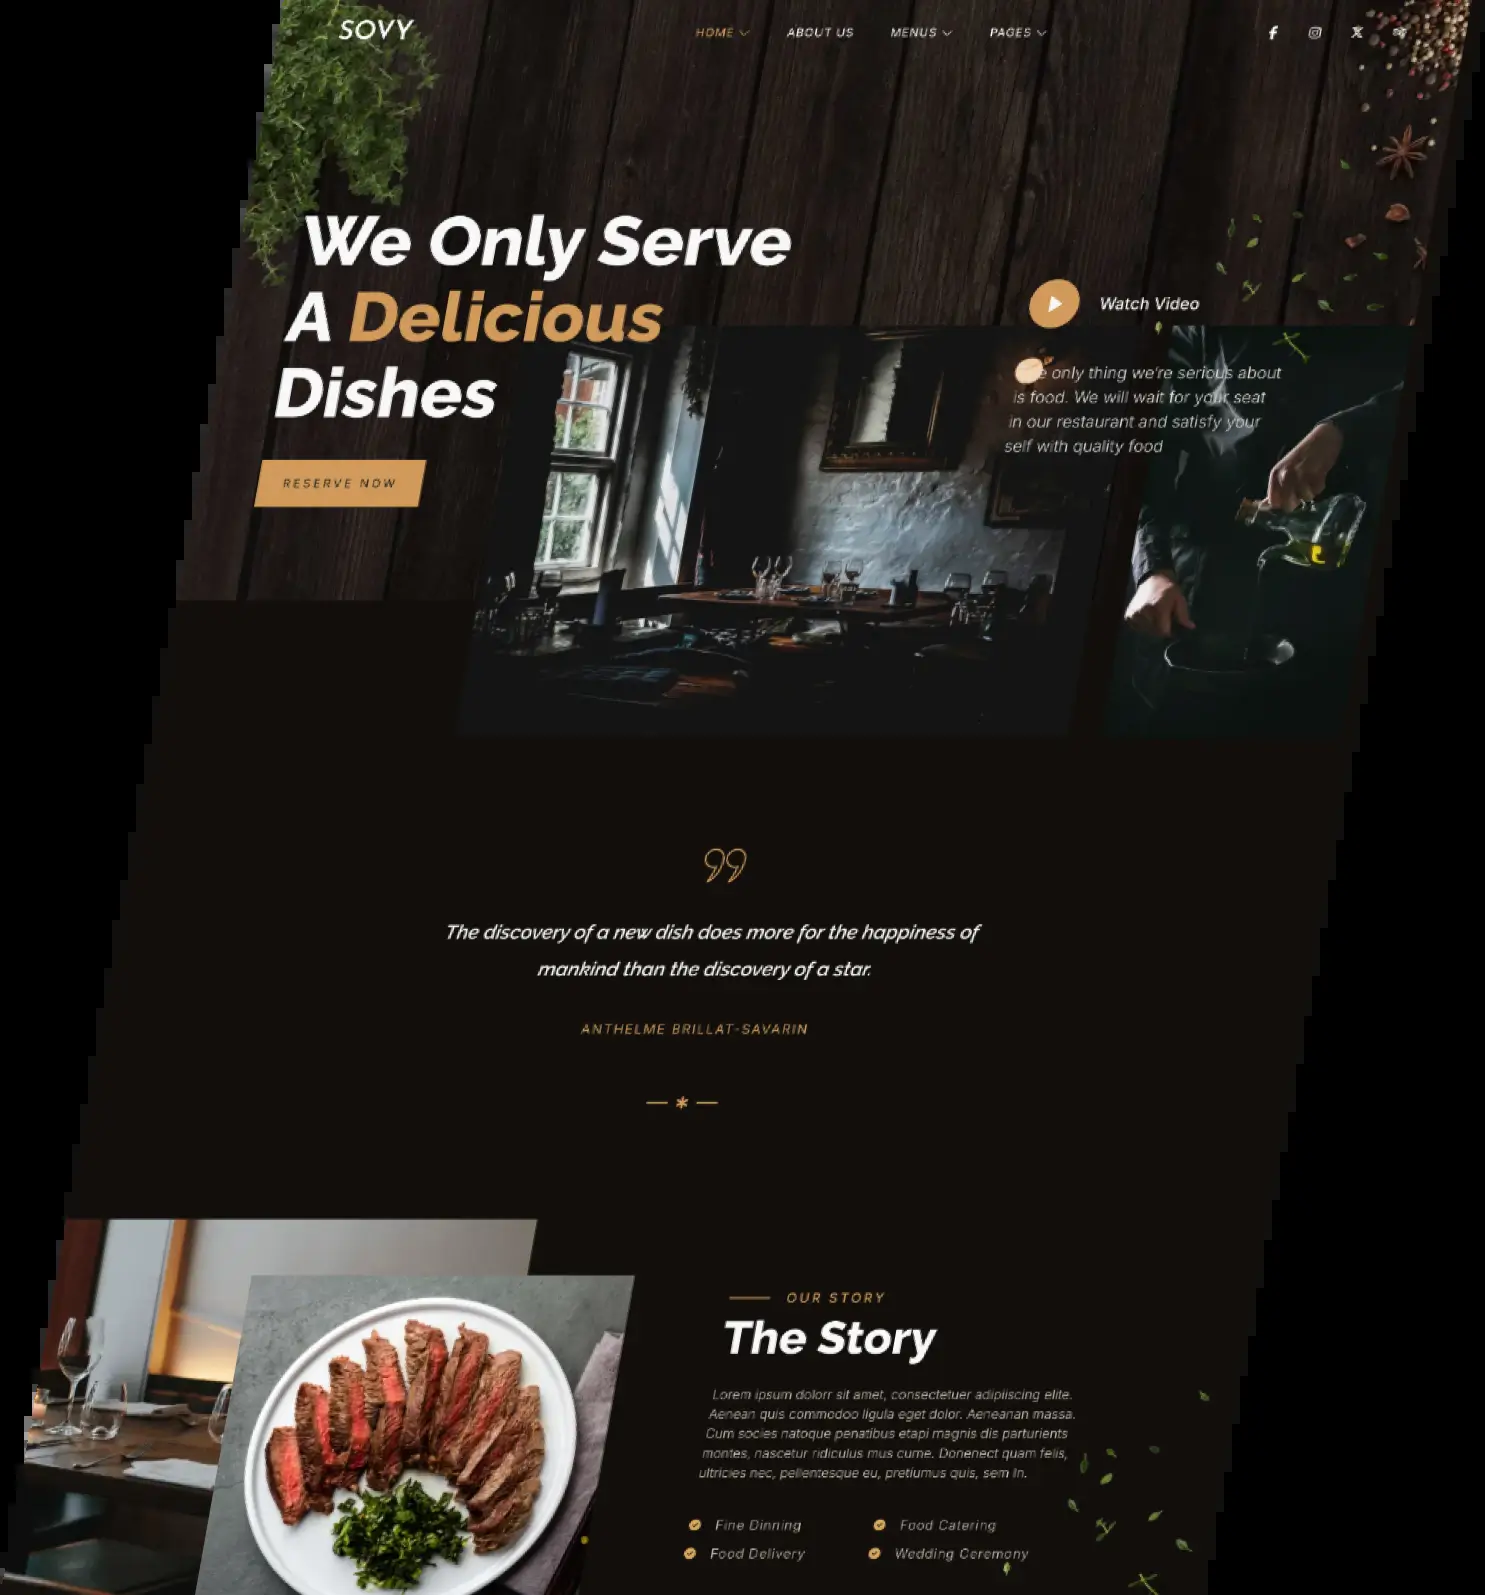 SOVY
HOME ABOUT US MENUS PAGES
We Only Serve
A Delicious
Dishes
RESERVE NOW
Watch Video
only thing we're serious about
is food. We will wait for your seat
in our restaurant and satisfy your
self with quality food
The discovery of a new dish does more for the happiness of
mankind than the discovery of a star.
ANTHELME BRILLAT-SAVARIN
OUR STORY
The Story
Lorem ipsum dolorr sit amet, consectetuer adipiiscing elite.
Aenean quis commodoo ligula eget dolor. Aeneanan massa.
Cum socies natoque penatibus etapi magnis dis parturients
montes, nascetur ridiculus mus cume. Donenect quam felis,
ultricies nec, pellentesque eu, pretiumus quis, sem In.
Fine Dinning
Food Catering
Food Delivery
Wedding Ceremony